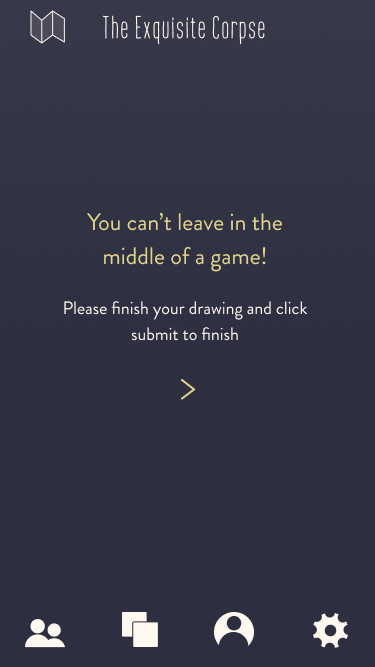 The Exquisite Corpse
You can’t leave in the
middle of a game!
Please finish your drawing and click
submit to finish